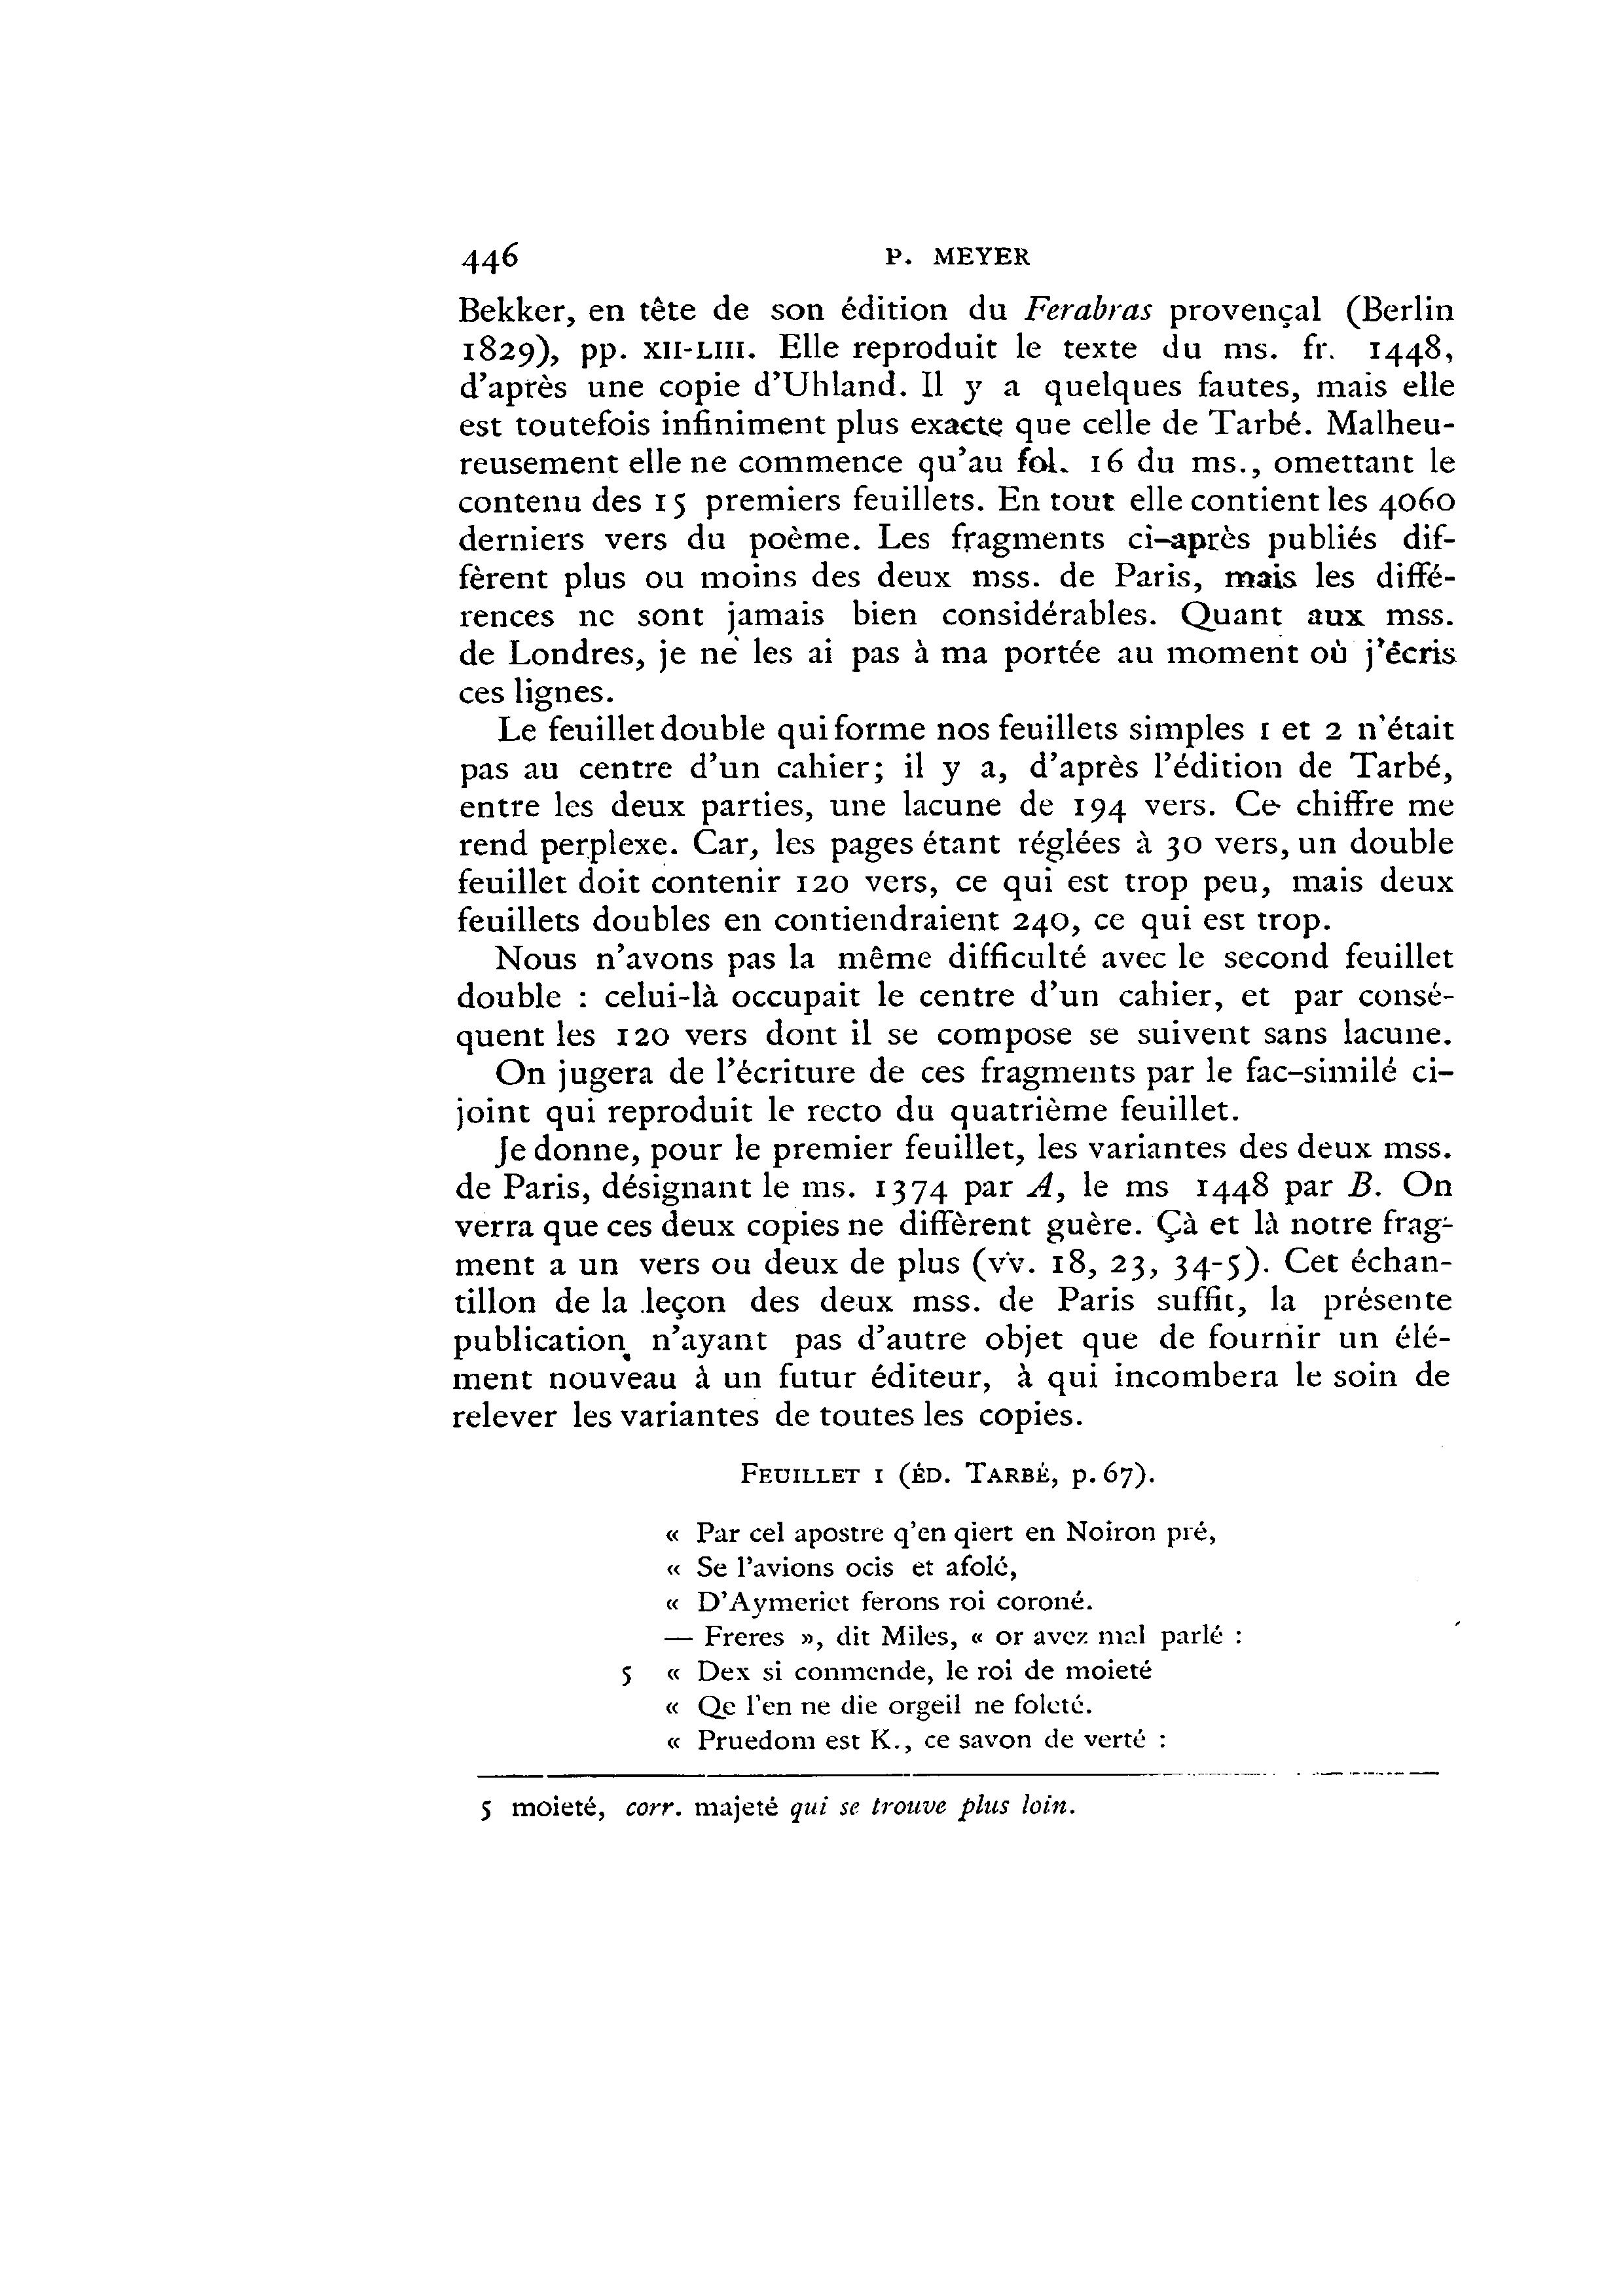 446 P. MEYER
Bekker, en tête de son édition du Ferabras provençal (Berlin
1829), pp. XII-LIII. Elle reproduit le texte du ms. fr. 1448,
d'après une copie d'Uhland. Il y a quelques fautes, mais elle
est toutefois infiniment plus exacte que celle de Tarbé. Malheu-
reusement elle ne commence qu'au fol. 16 du ms., omettant le
contenu des 15 premiers feuillets. En tout elle contient les 4060
derniers vers du poème. Les fragments ci-après publiés dif-
fèrent plus ou moins des deux mss. de Paris, mais les diffé-
rences ne sont jamais bien considérables. Quant aux mss.
de Londres, je ne les ai pas à ma portée au moment où j'écris
ces lignes.
Le feuillet double qui forme nos feuillets simples 1 et 2 n'était
pas au centre d'un cahier; il y a, d'après l'édition de Tarbé,
entre les deux parties, une lacune de 194 vers. Ce chiffre me
rend perplexe. Car, les pages étant réglées à 30 vers, un double
feuillet doit contenir 120 vers, ce qui est trop peu, mais deux
feuillets doubles en contiendraient 240, ce qui est trop.
Nous n'avons pas la même difficulté avec le second feuillet
double : celui-là occupait le centre d'un cahier, et par consé-
quent les 120 vers dont il se compose se suivent sans lacune.
On jugera de l'écriture de ces fragments par le fac-similé ci-
joint qui reproduit le recto du quatrième feuillet.
Je donne, pour le premier feuillet, les variantes des deux mss.
de Paris, désignant le ms. 1374 par A, le ms 1448 par B. On
verra que ces deux copies ne diffèrent guère. Çà et là notre frag-
ment a un vers ou deux de plus (vv. 18, 23, 34-5). Cet échan-
tillon de la leçon des deux mss. de Paris suffit, la présente
publication n'ayant pas d'autre objet que de fournir un élé-
ment nouveau à un futur éditeur, à qui incombera le soin de
relever les variantes de toutes les copies.
FEUILLET 1 (ÉD. TARBÉ, p. 67).
« Par cel apostre q'en qiert en Noiron pré,
« Se l'avions ocis et afolé,
« D'Aymeriet ferons roi coroné.
— Freres », dit Miles, « or avez mal parlé :
5 « Dex si conmende, le roi de moieté
« Qe l'en ne die orgeil ne foleté.
« Pruedom est K., ce savon de verté :
5 moieté, corr. majeté qui se trouve plus loin.